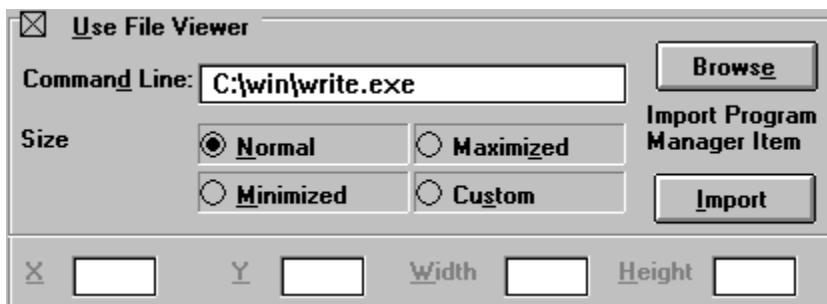 Use File Viewer
Command Line: C:\win\write.exe
Browse
Import Program
Manager Item
Size
Normal
Maximized
Minimized
Custom
Import
X Y Width Height